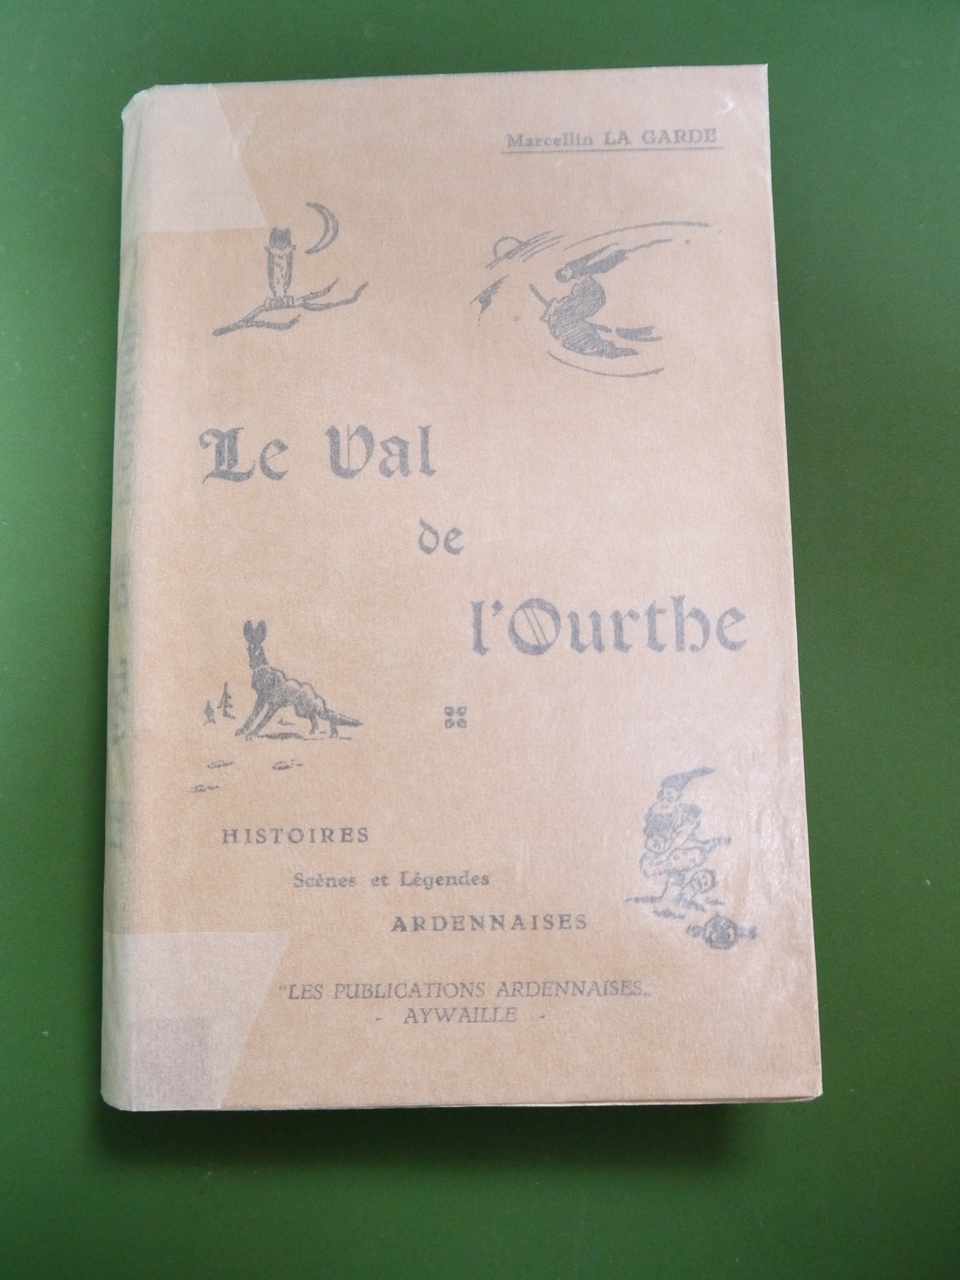 Marcellin LA GARDE
Le Val
de
l'Ourthe
HISTOIRES
Scènes et Légendes
ARDENNAISES
"LES PUBLICATIONS ARDENNAISES„
- AYWAILLE -